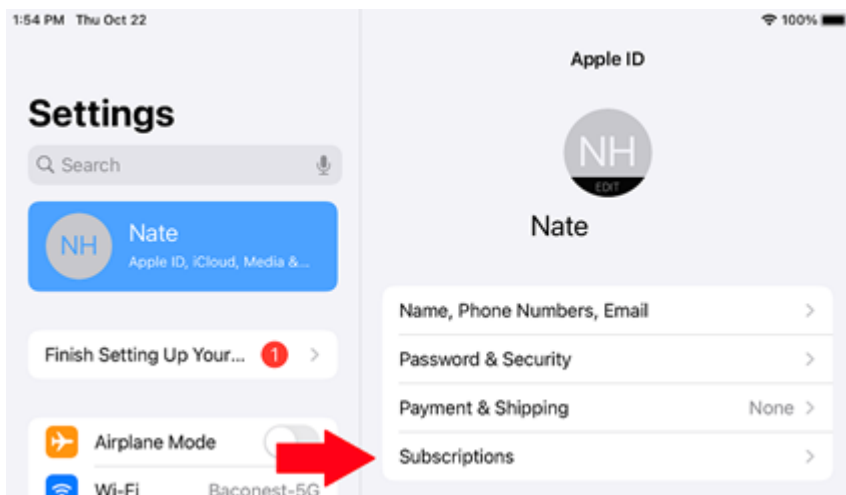 1:54 PM Thu Oct 22
100%
Settings
Search
NH
Nate
Apple ID, iCloud, Media &...
Finish Setting Up Your... 1
Airplane Mode
Wi-Fi Baconest-5G
Apple ID
NH
EDIT
Nate
Name, Phone Numbers, Email
Password & Security
Payment & Shipping None
Subscriptions